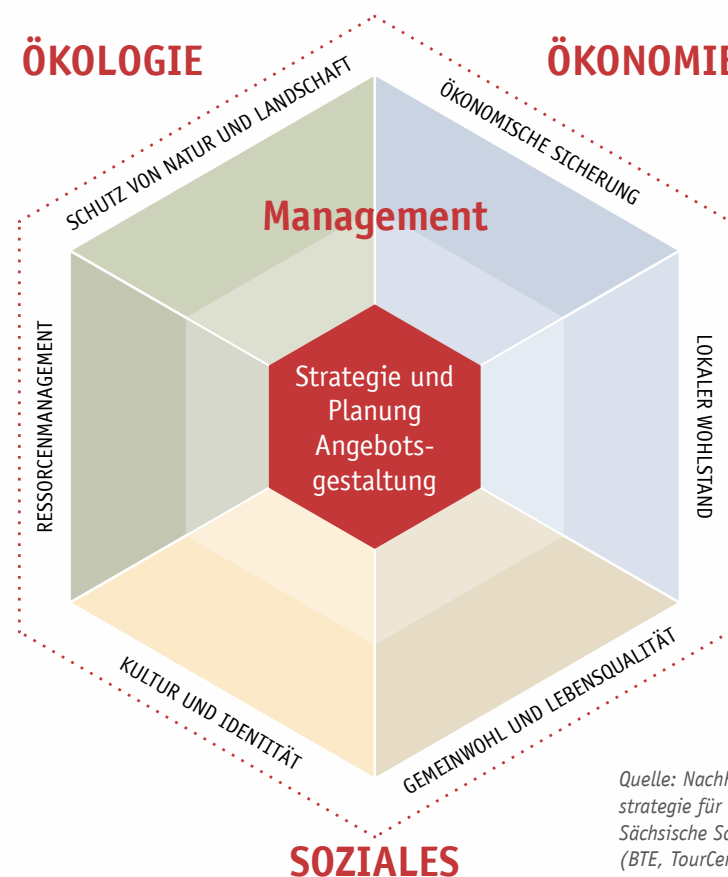 ÖKOLOGIE
ÖKONOMIE
SCHUTZ VON NATUR UND LANDSCHAFT
ÖKONOMISCHE SICHERUNG
Management
RESSORCENMANAGEMENT
LOKALER WOHLSTAND
Strategie und
Planung
Angebots-
gestaltung
KULTUR UND IDENTITÄT
GEMEINWOHL UND LEBENSQUALITÄT
SOZIALES
Quelle:
strategie für
Sächsische
(BTE,